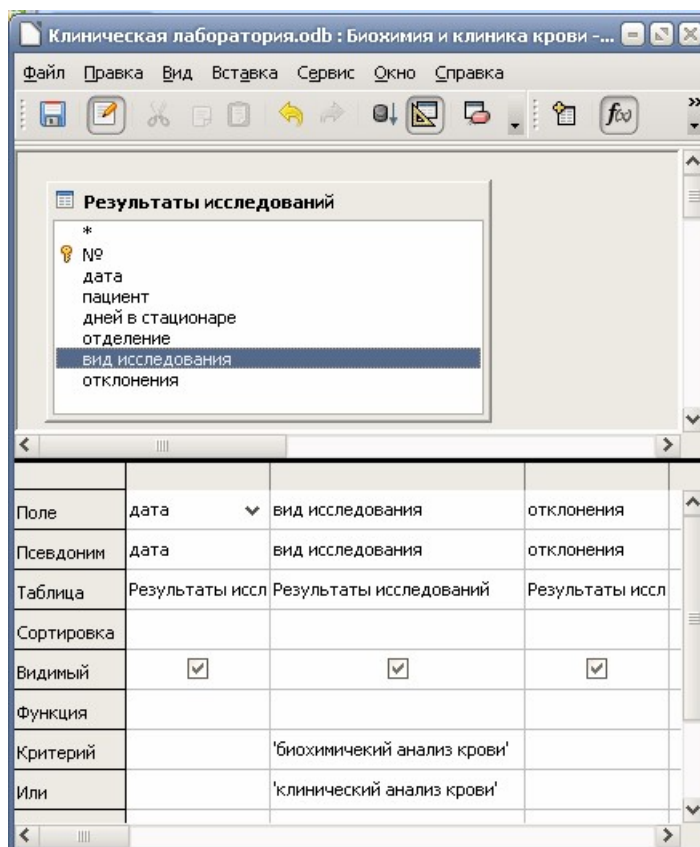 Клиническая лаборатория.odb : Биохимия и клиника крови -...
Файл Правка Вид Вставка Сервис Окно Справка
f(x)
Результаты исследований
*
№
дата
пациент
дней в стационаре
отделение
вид исследования
отклонения
Поле дата вид исследования отклонения
Псевдоним дата вид исследования отклонения
Таблица Результаты иссл Результаты исследований Результаты иссл
Сортировка
Видимый
Функция
Критерий 'биохимичекий анализ крови'
Или 'клинический анализ крови'